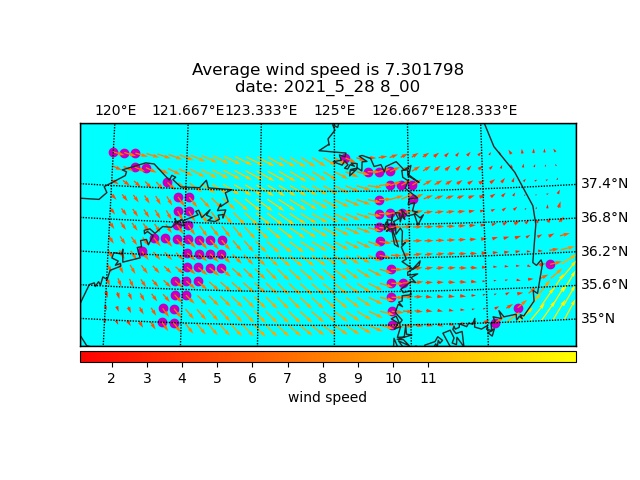 Average wind speed is 7.301798
date: 2021_5_28 8_00
120°E 121.667°E 123.333°E 125°E 126.667°E 128.333°E
37.4°N
36.8°N
36.2°N
35.6°N
35°N
2 3 4 5 6 7 8 9 10 11
wind speed